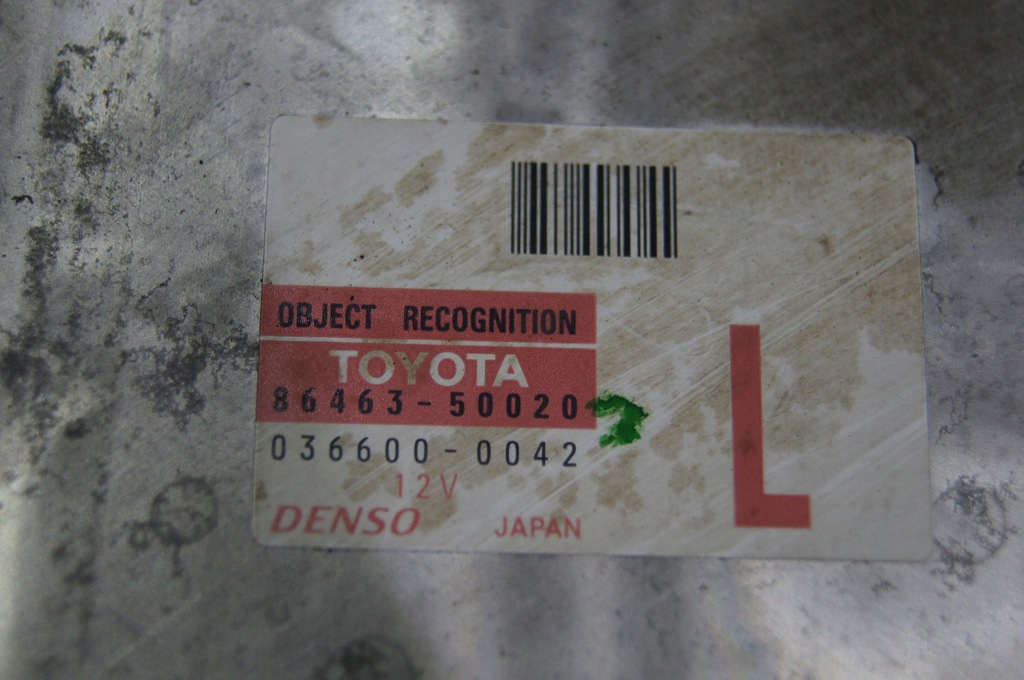 OBJECT RECOGNITION
TOYOTA
86463-50020
036600-0042
12V
DENSO JAPAN
L